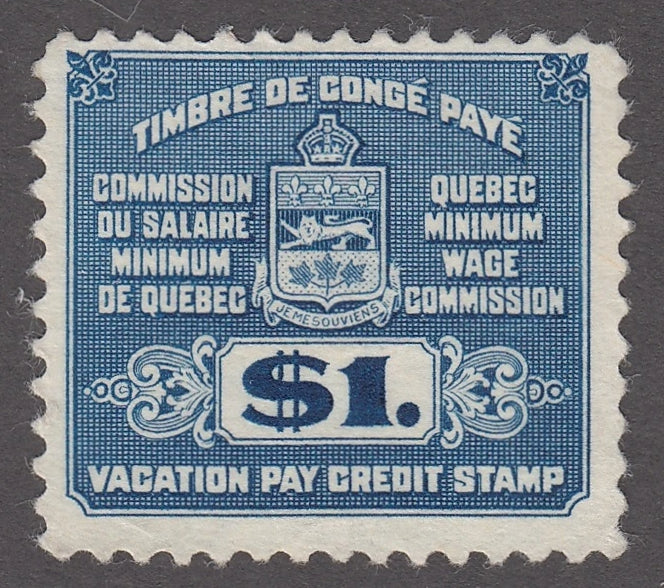 TIMBRE DE CONGÉ PAYÉ
COMMISSION
DU SALAIRE
MINIMUM
DE QUEBEC
QUEBEC
MINIMUM
WAGE
COMMISSION
JE ME SOUVIENS
$1.
VACATION PAY CREDIT STAMP